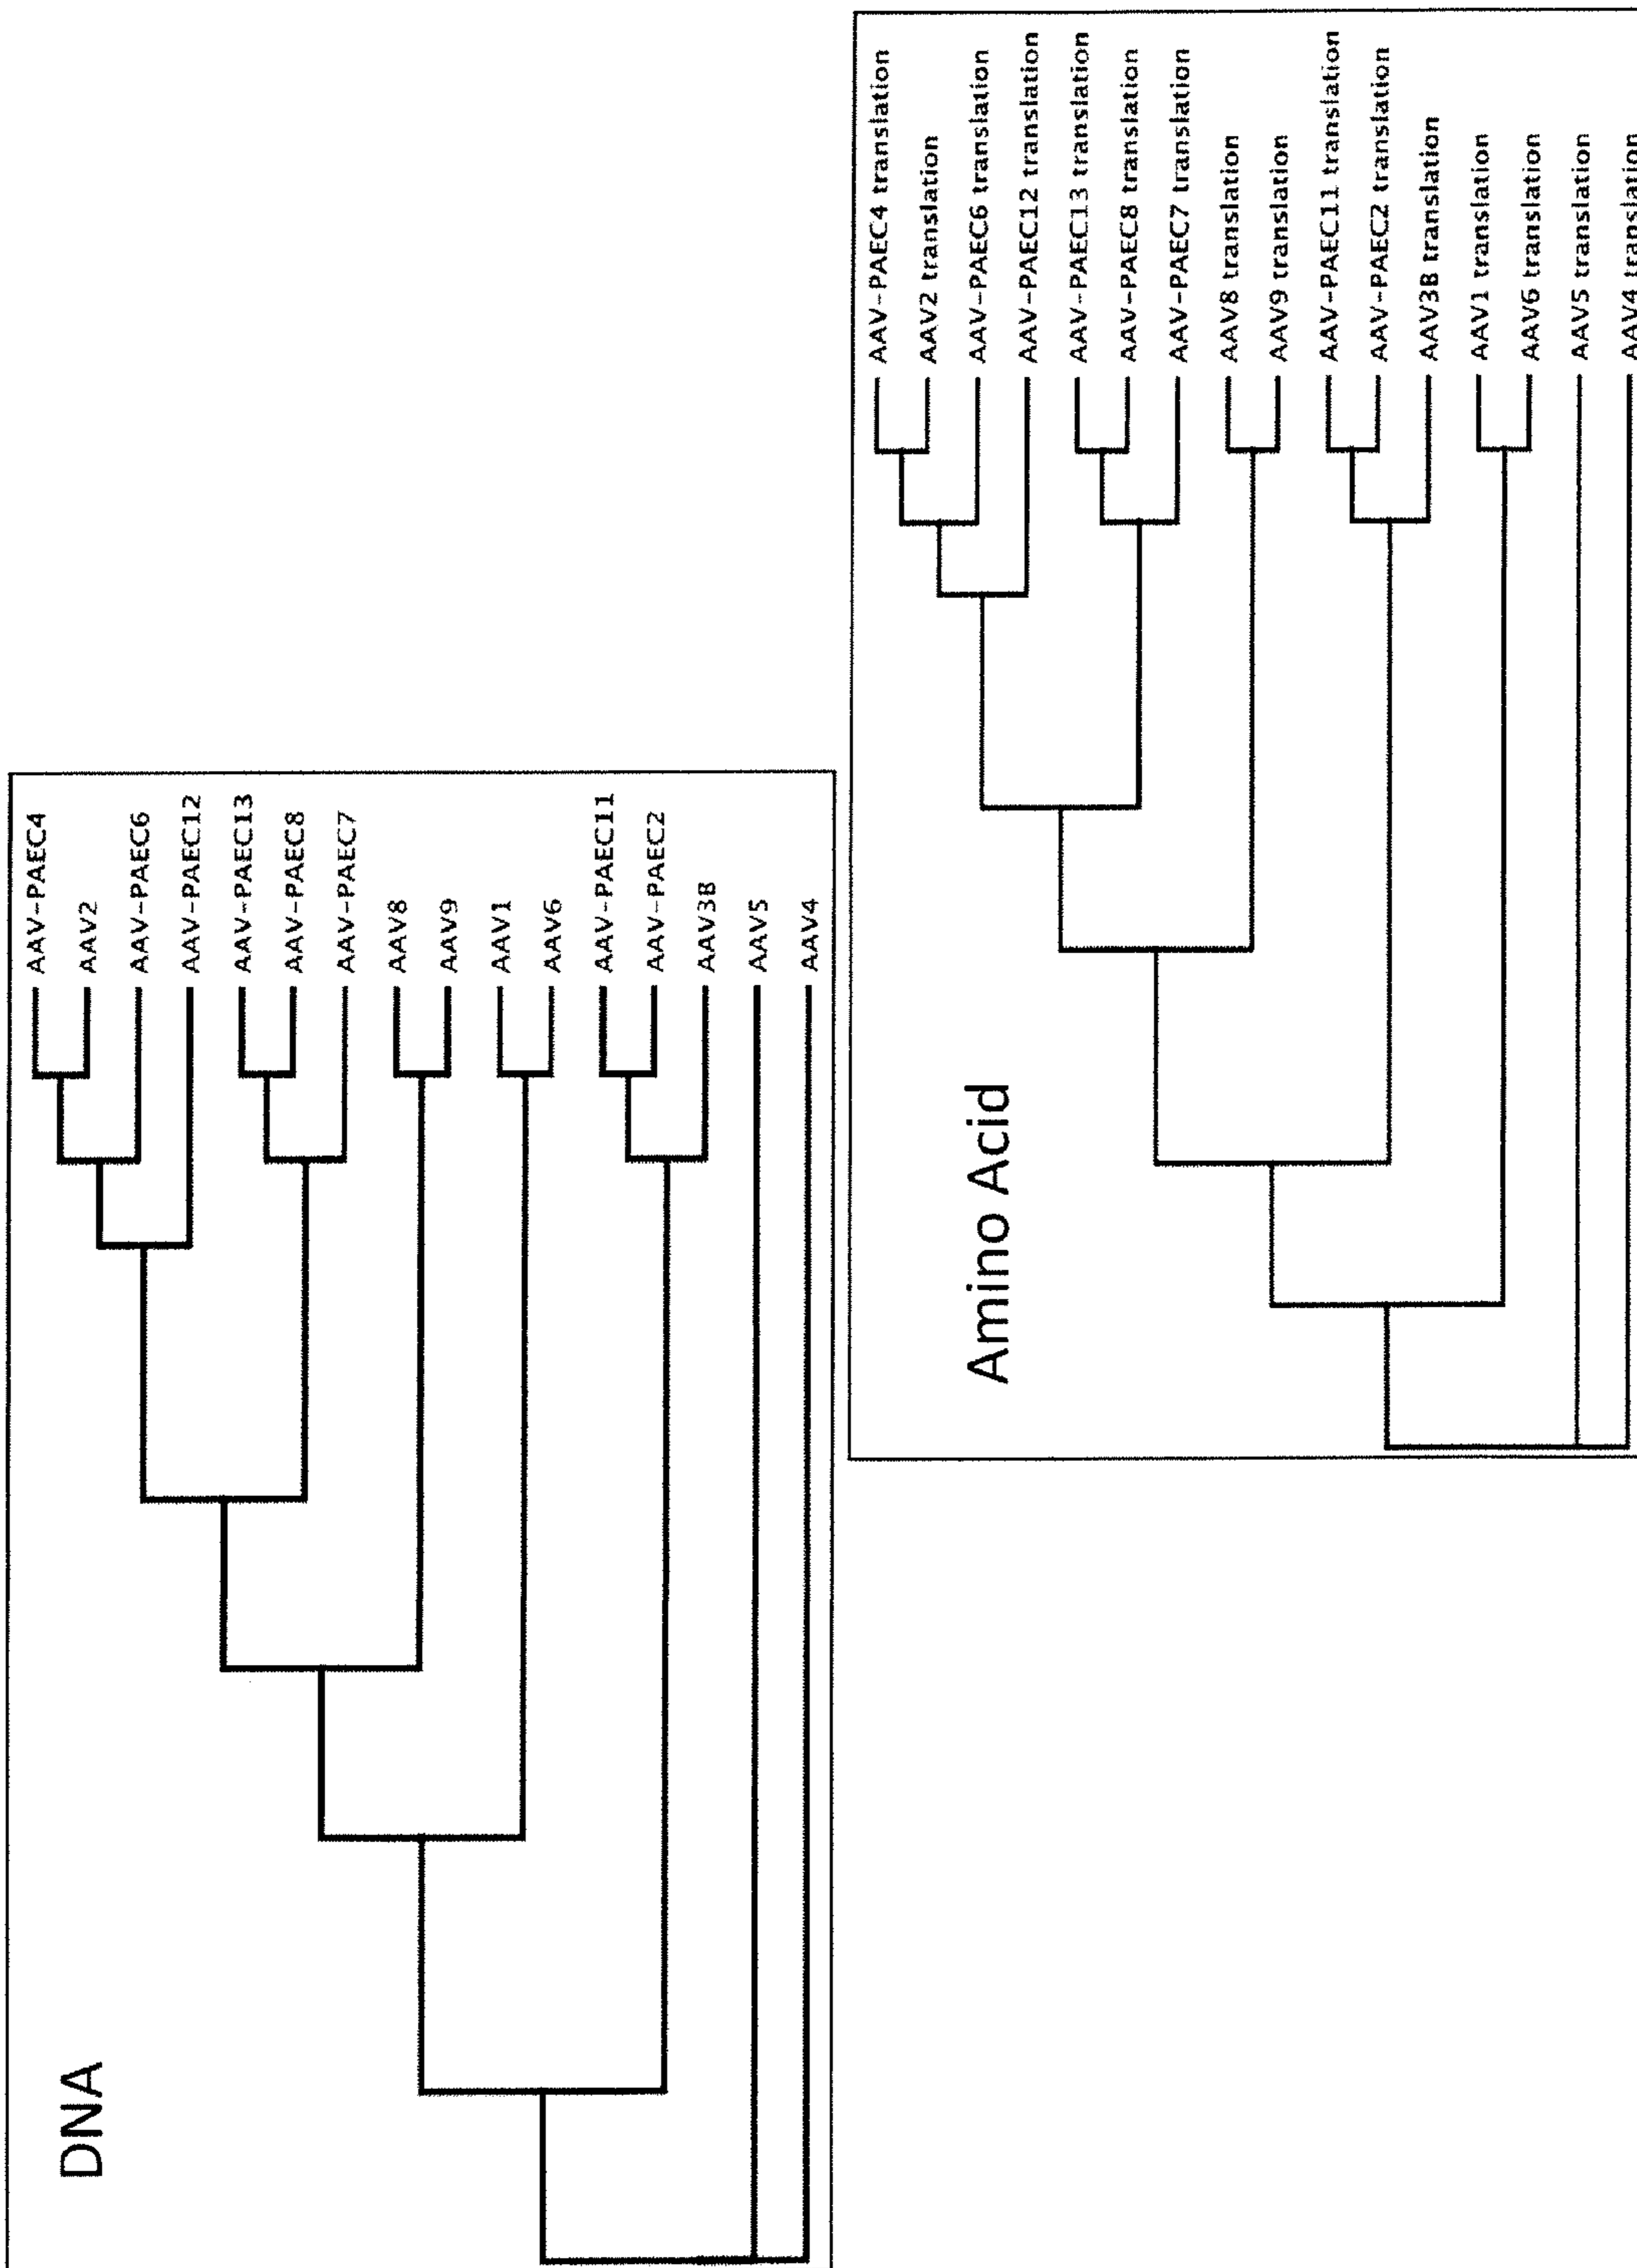 DNA
AAV-PAEC4
AAV2
AAV-PAEC6
AAV-PAEC12
AAV-PAEC13
AAV-PAEC8
AAV-PAEC7
AAV8
AAV9
AAV1
AAV6
AAV-PAEC11
AAV-PAEC2
AAV3B
AAV5
AAV4
Amino Acid
AAV-PAEC4 translation
AAV2 translation
AAV-PAEC6 translation
AAV-PAEC12 translation
AAV-PAEC13 translation
AAV-PAEC8 translation
AAV-PAEC7 translation
AAV8 translation
AAV9 translation
AAV-PAEC11 translation
AAV-PAEC2 translation
AAV3B translation
AAV1 translation
AAV6 translation
AAV5 translation
AAV4 translation